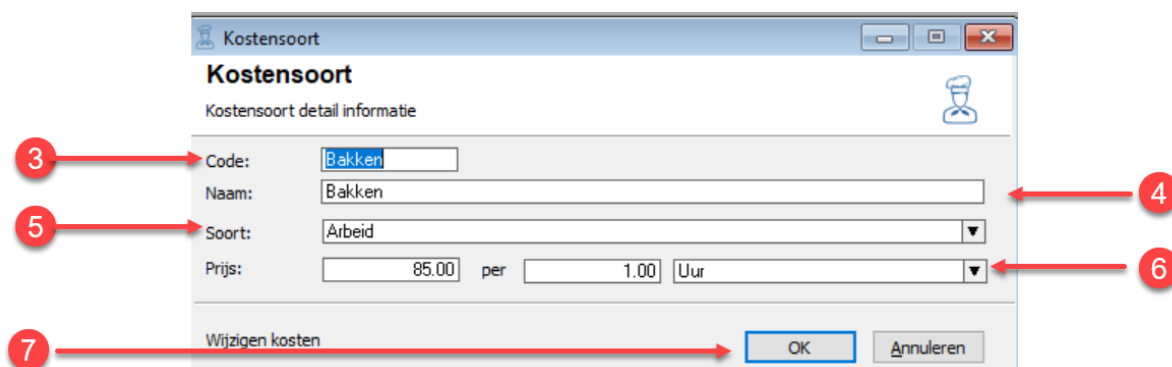 Kostensoort
Kostensoort
Kostensoort detail informatie
3 Code: Bakken
Naam: Bakken 4
5 Soort: Arbeid
Prijs: 85.00 per 1.00 Uur 6
7 Wijzigen kosten OK Annuleren